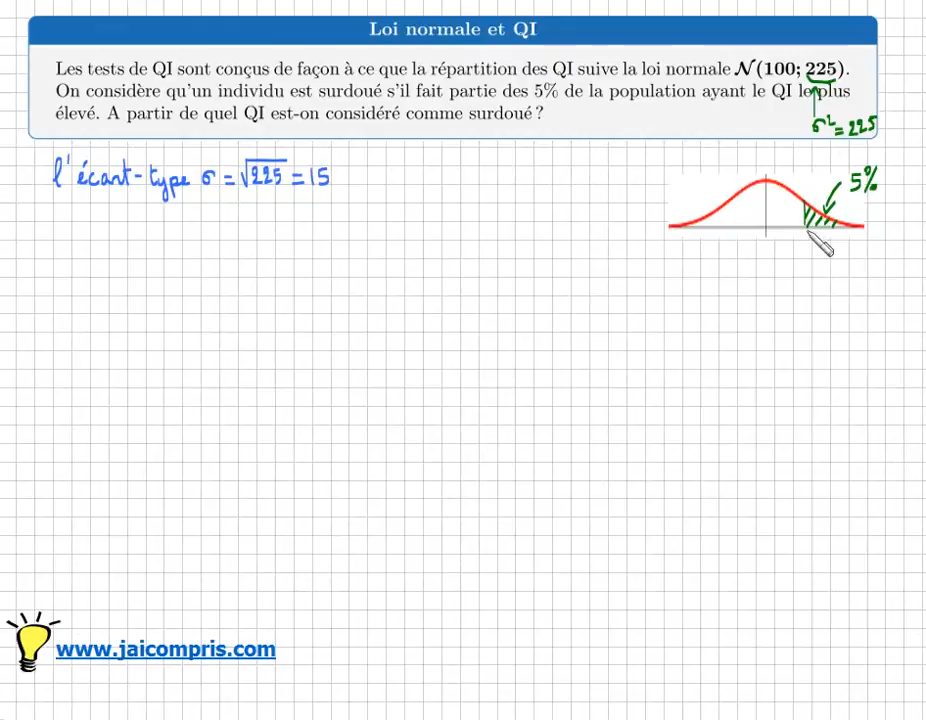 Loi normale et QI
Les tests de QI sont conçus de façon à ce que la répartition des QI suive la loi normale 𝒩(100; 225).
On considère qu'un individu est surdoué s'il fait partie des 5% de la population ayant le QI le plus
élevé. A partir de quel QI est-on considéré comme surdoué ?
σ² = 225
l'écart-type σ = √225 = 15
5%
www.jaicompris.com